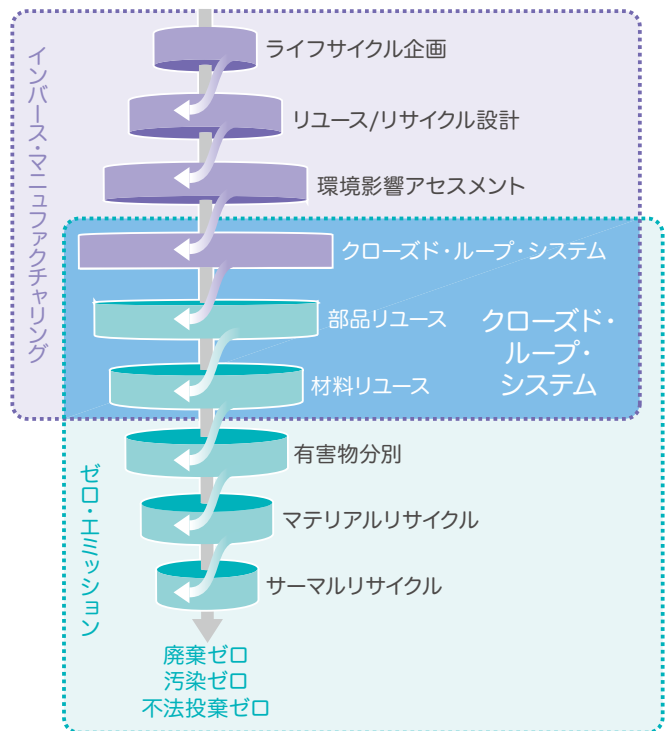 インバース・マニュファクチャリング
ライフサイクル企画
リユース/リサイクル設計
環境影響アセスメント
クローズド・ループ・システム
部品リユース
材料リユース
クローズド・
ループ・
システム
ゼロ・エミッション
有害物分別
マテリアルリサイクル
サーマルリサイクル
廃棄ゼロ
汚染ゼロ
不法投棄ゼロ